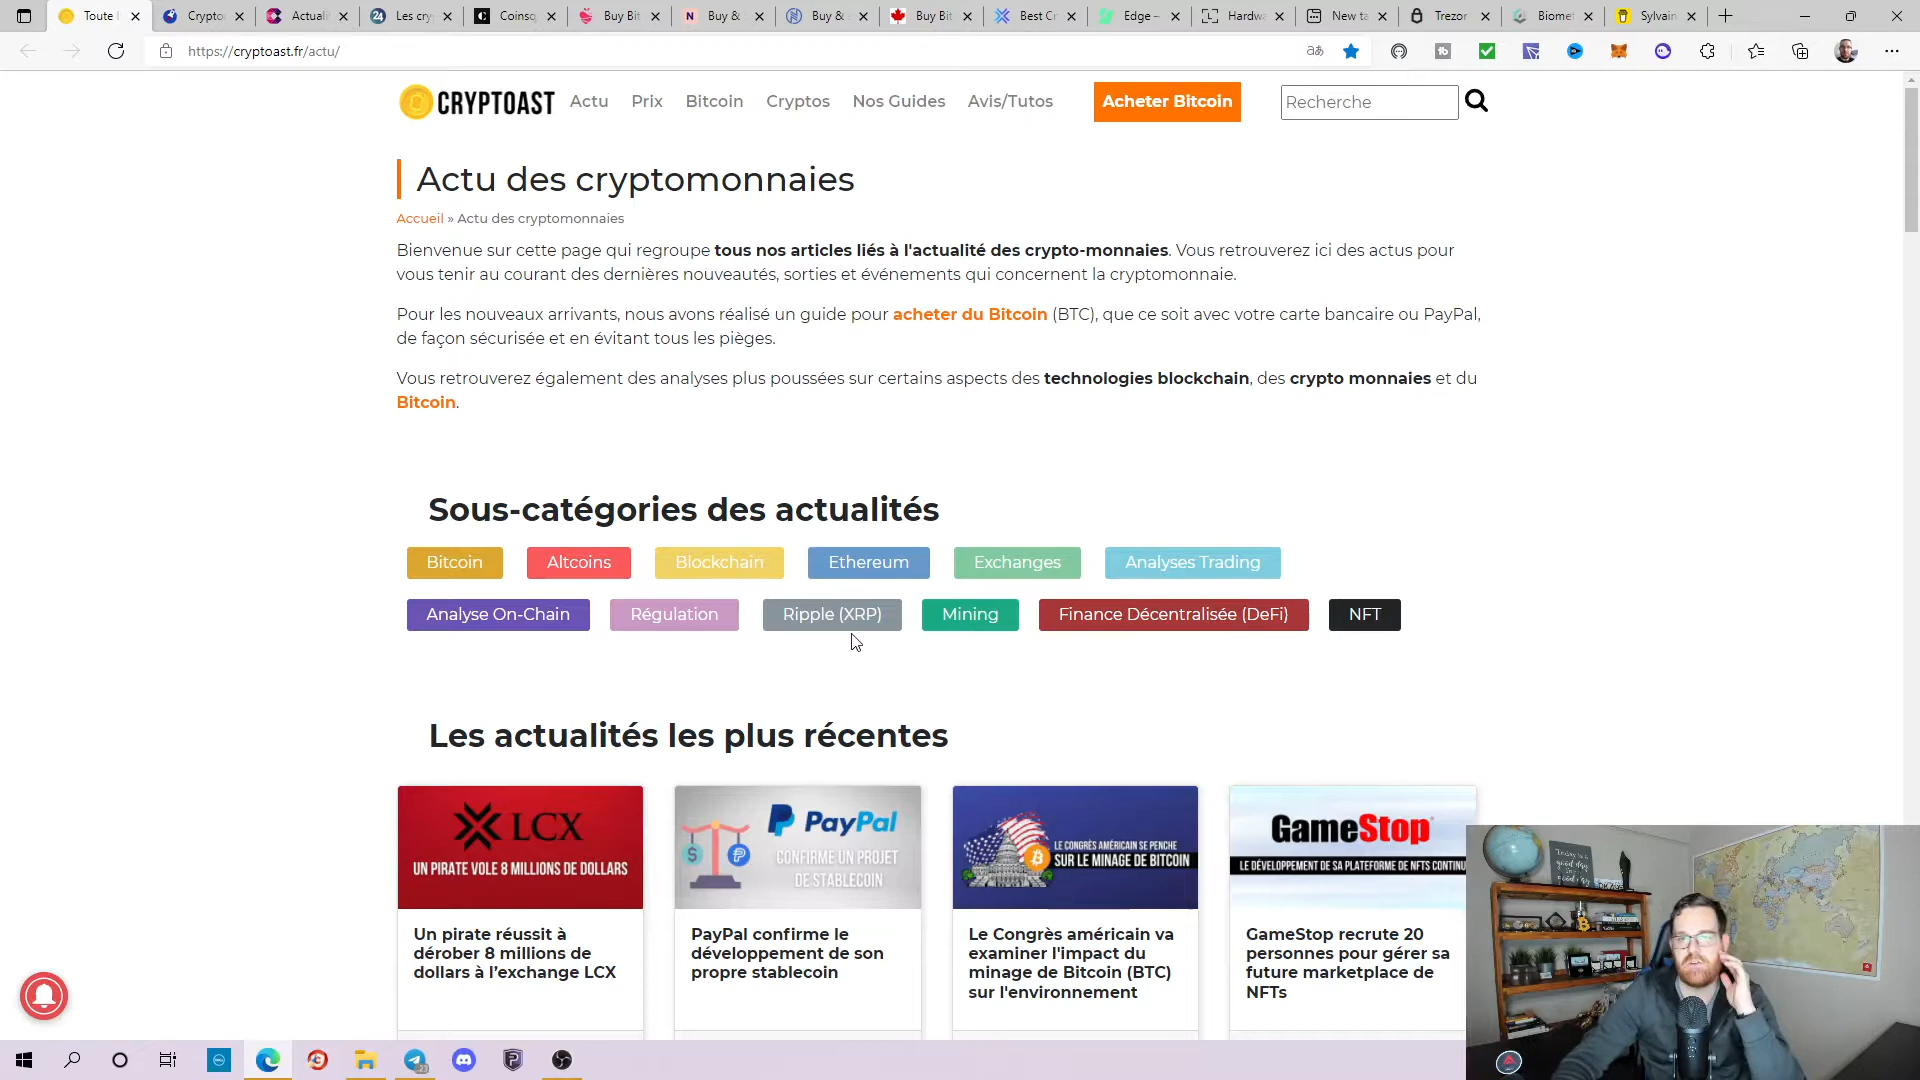 Toute
Crypto
Actuali
Les cry
Coinsq
Buy Bit
Buy &
Buy &
Buy Bit
Best Cr
Edge –
Hardwa
New ta
Trezor
Biomet
Sylvain
https://cryptoast.fr/actu/
CRYPTOAST
Actu
Prix
Bitcoin
Cryptos
Nos Guides
Avis/Tutos
Acheter Bitcoin
Recherche
Actu des cryptomonnaies
Accueil » Actu des cryptomonnaies
Bienvenue sur cette page qui regroupe tous nos articles liés à l'actualité des crypto-monnaies. Vous retrouverez ici des actus pour
vous tenir au courant des dernières nouveautés, sorties et événements qui concernent la cryptomonnaie.
Pour les nouveaux arrivants, nous avons réalisé un guide pour acheter du Bitcoin (BTC), que ce soit avec votre carte bancaire ou PayPal,
de façon sécurisée et en évitant tous les pièges.
Vous retrouverez également des analyses plus poussées sur certains aspects des technologies blockchain, des crypto monnaies et du
Bitcoin.
Sous-catégories des actualités
Bitcoin
Altcoins
Blockchain
Ethereum
Exchanges
Analyses Trading
Analyse On-Chain
Régulation
Ripple (XRP)
Mining
Finance Décentralisée (DeFi)
NFT
Les actualités les plus récentes
LCX
UN PIRATE VOLE 8 MILLIONS DE DOLLARS
Un pirate réussit à
dérober 8 millions de
dollars à l'exchange LCX
PayPal
CONFIRME UN PROJET
DE STABLECOIN
PayPal confirme le
développement de son
propre stablecoin
LE CONGRÈS AMÉRICAIN SE PENCHE
SUR LE MINAGE DE BITCOIN
Le Congrès américain va
examiner l'impact du
minage de Bitcoin (BTC)
sur l'environnement
GameStop
LE DÉVELOPPEMENT DE SA PLATEFORME DE NFTS CONTINU
GameStop recrute 20
personnes pour gérer sa
future marketplace de
NFTs